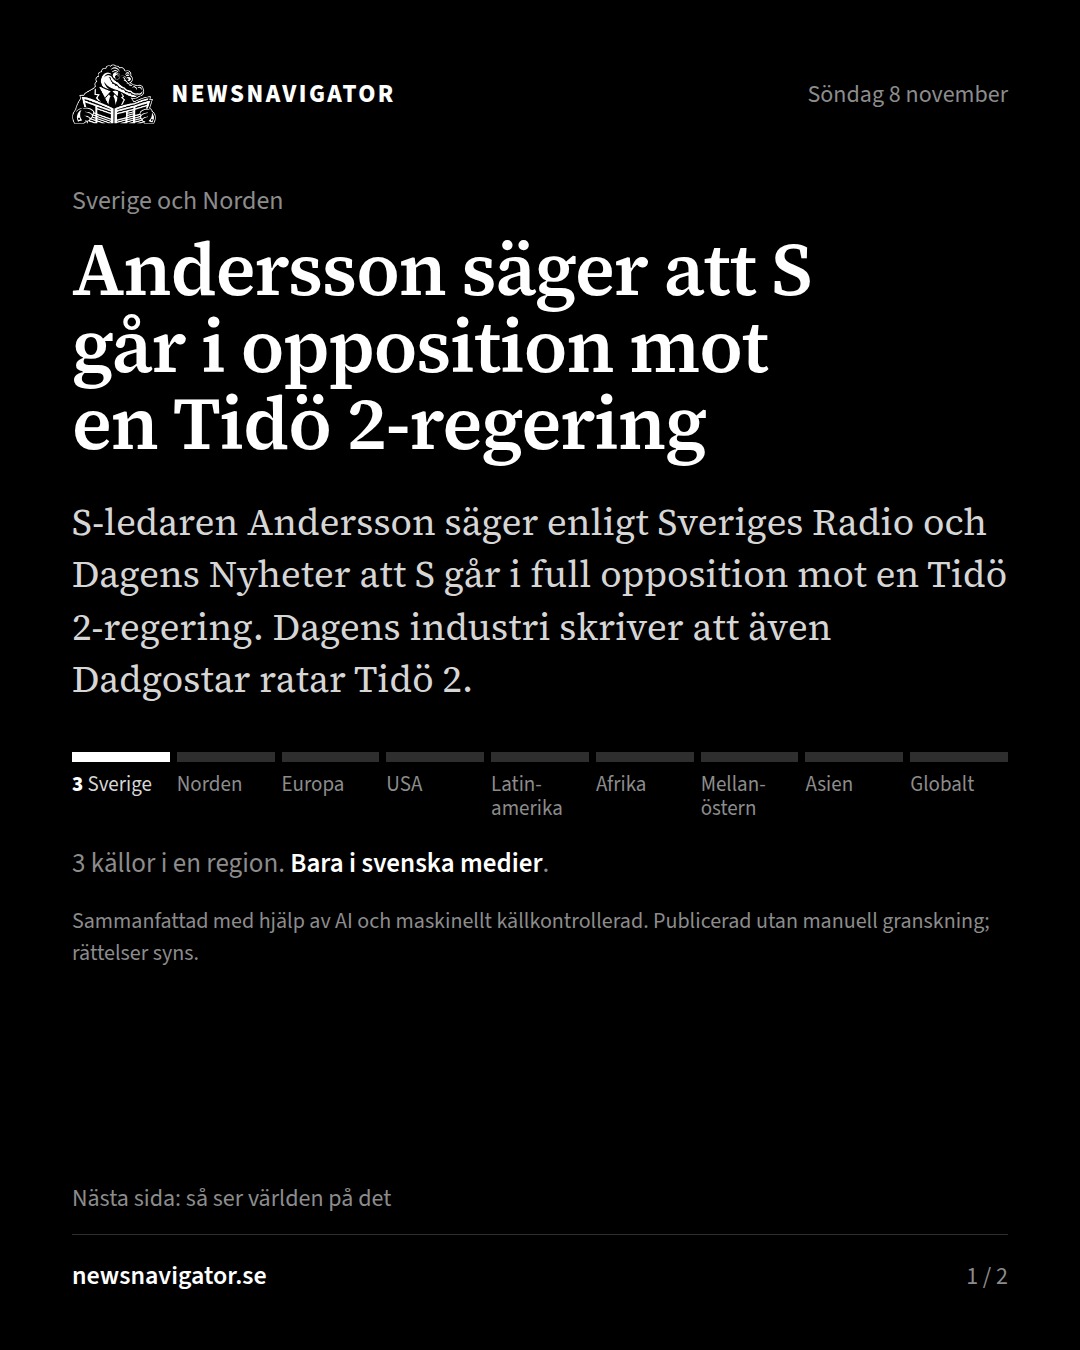 NEWSNAVIGATOR
Söndag 8 november
Sverige och Norden
Andersson säger att S
går i opposition mot
en Tidö 2-regering
S-ledaren Andersson säger enligt Sveriges Radio och
Dagens Nyheter att S går i full opposition mot en Tidö
2-regering. Dagens industri skriver att även
Dadgostar ratar Tidö 2.
3 Sverige
Norden
Europa
USA
Latin-
amerika
Afrika
Mellan-
östern
Asien
Globalt
3 källor i en region. Bara i svenska medier.
Sammanfattad med hjälp av AI och maskinellt källkontrollerad. Publicerad utan manuell granskning;
rättelser syns.
Nästa sida: så ser världen på det
newsnavigator.se
1 / 2